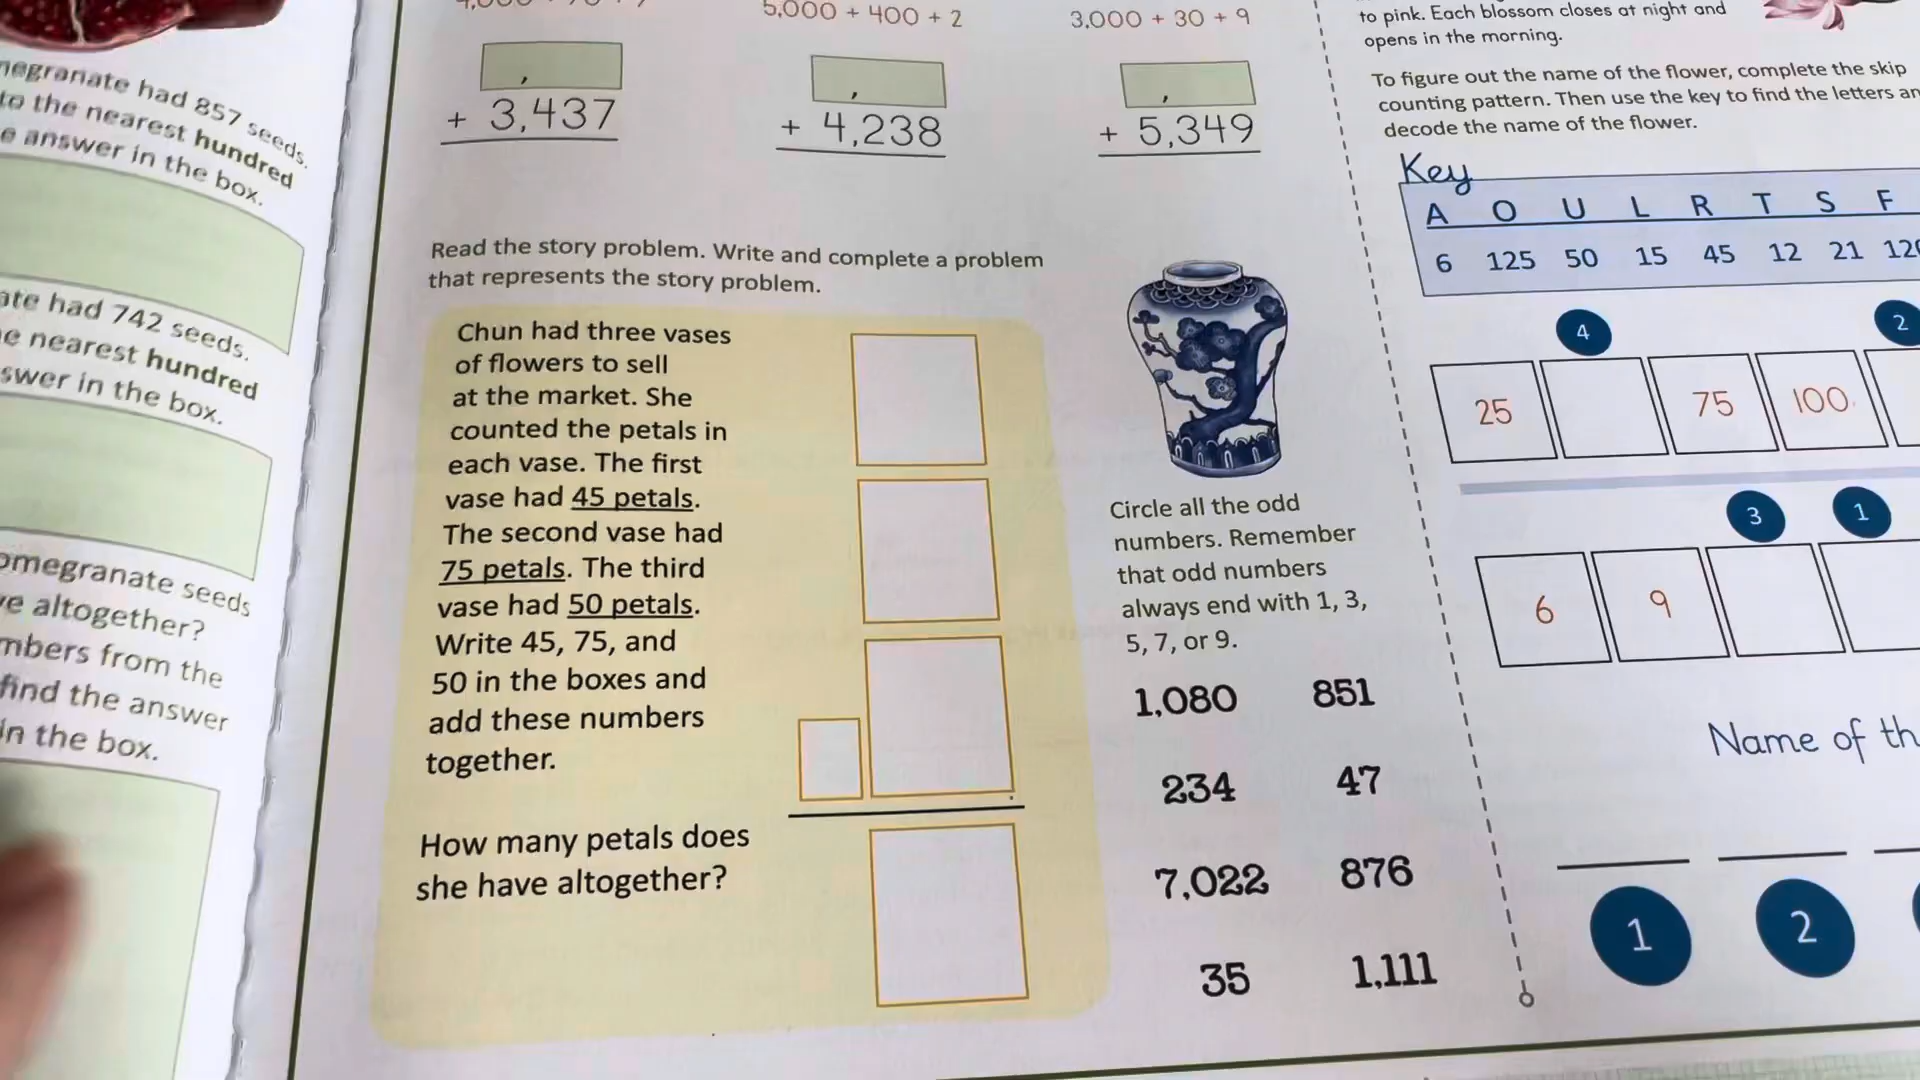 megranate had 857 seeds.
to the nearest hundred
e answer in the box.
ate had 742 seeds.
e nearest hundred
swer in the box.
omegranate seeds
ve altogether?
mbers from the
find the answer
in the box.
5,000 + 400 + 2
3,000 + 30 + 9
,
+ 3,437
,
+ 4,238
,
+ 5,349
Read the story problem. Write and complete a problem
that represents the story problem.
Chun had three vases
of flowers to sell
at the market. She
counted the petals in
each vase. The first
vase had 45 petals.
The second vase had
75 petals. The third
vase had 50 petals.
Write 45, 75, and
50 in the boxes and
add these numbers
together.
How many petals does
she have altogether?
Circle all the odd
numbers. Remember
that odd numbers
always end with 1, 3,
5, 7, or 9.
1,080 851
234 47
7,022 876
35 1,111
to pink. Each blossom closes at night and
opens in the morning.
To figure out the name of the flower, complete the skip
counting pattern. Then use the key to find the letters an
decode the name of the flower.
Key
A O U L R T S F
6 125 50 15 45 12 21 120
4 2
25 75 100
3 1
6 9
Name of th
1 2